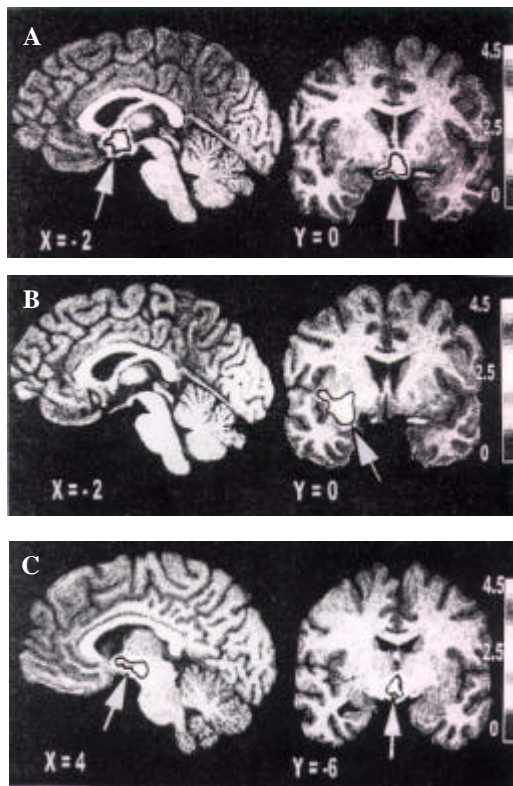 A
4.5
2.5
0
X = - 2
Y = 0
B
4.5
2.5
0
X = - 2
Y = 0
C
4.5
2.5
0
X = 4
Y = -6